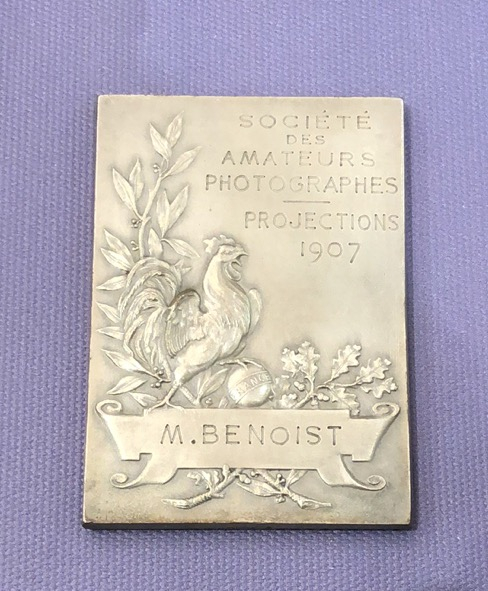 SOCIÉTÉ
DES
AMATEURS
PHOTOGRAPHES
PROJECTIONS
1907
M. BENOIST